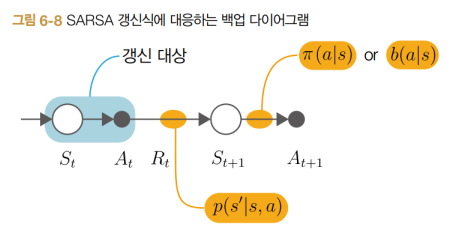 그림 6-8 SARSA 갱신식에 대응하는 백업 다이어그램
갱신 대상
π(a|s) or b(a|s)
S_t A_t R_t S_{t+1} A_{t+1}
p(s'|s, a)